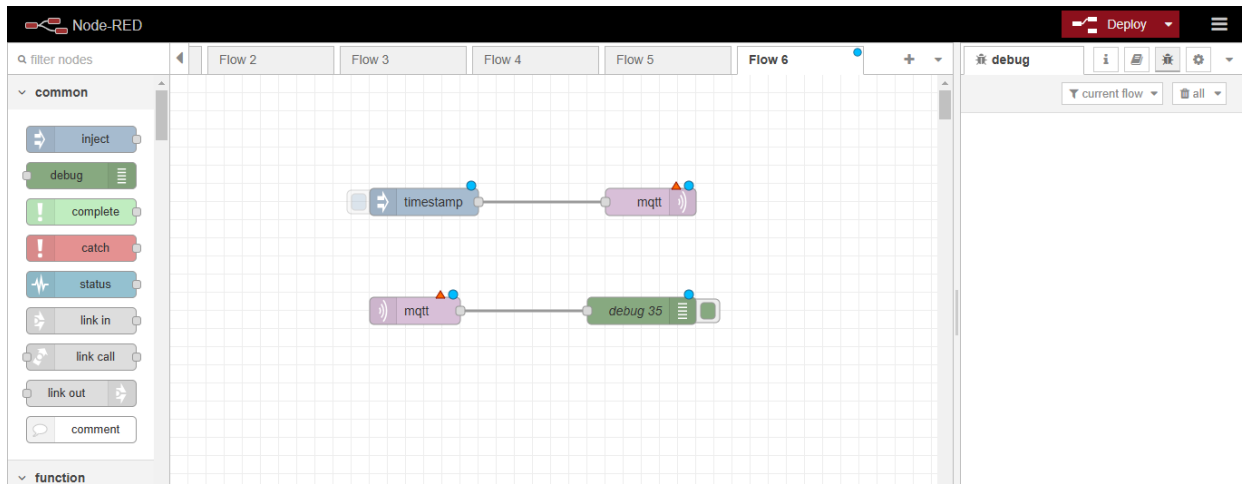 Node-RED
Deploy
filter nodes
Flow 2
Flow 3
Flow 4
Flow 5
Flow 6
debug
i
current flow
all
common
inject
debug
complete
catch
status
link in
link call
link out
comment
function
timestamp
mqtt
mqtt
debug 35